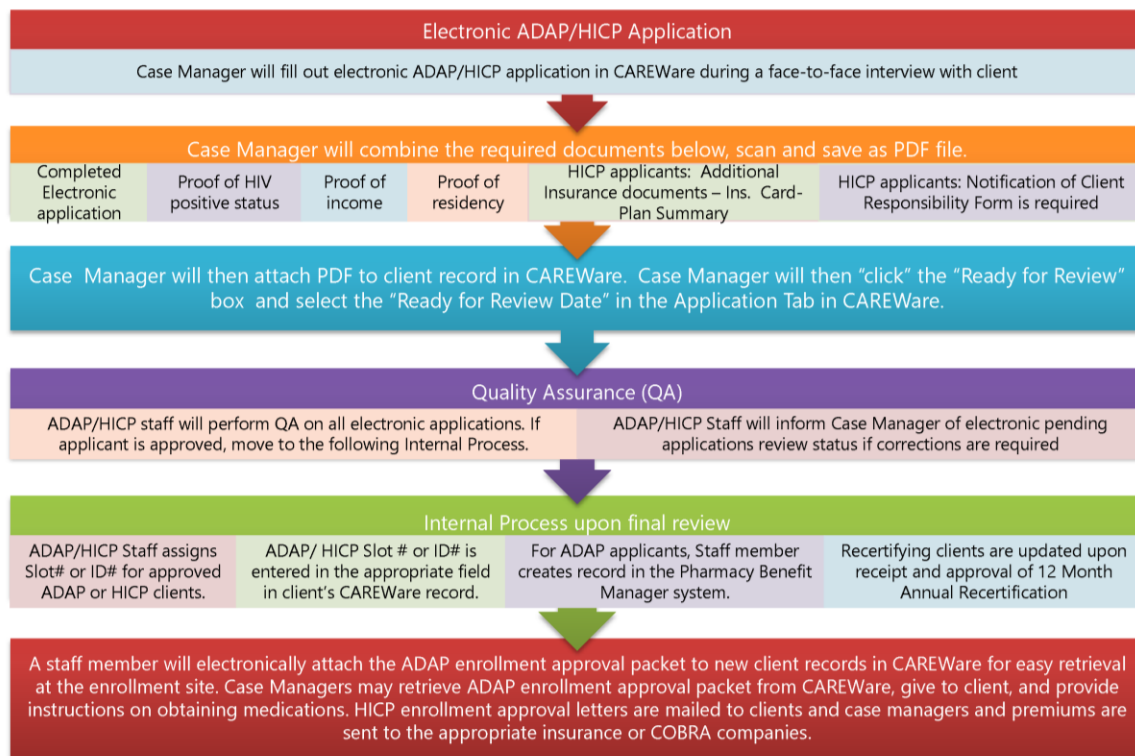 Electronic ADAP/HICP Application
Case Manager will fill out electronic ADAP/HICP application in CAREWare during a face-to-face interview with client
Case Manager will combine the required documents below, scan and save as PDF file.
Completed
Electronic
application
Proof of HIV
positive status
Proof of
income
Proof of
residency
HICP applicants:  Additional
Insurance documents – Ins.  Card-
Plan Summary
HICP applicants: Notification of Client
Responsibility Form is required
Case  Manager will then attach PDF to client record in CAREWare.  Case Manager will then “click” the “Ready for Review”
box  and select the “Ready for Review Date” in the Application Tab in CAREWare.
Quality Assurance (QA)
ADAP/HICP staff will perform QA on all electronic applications. If
applicant is approved, move to the following Internal Process.
ADAP/HICP Staff will inform Case Manager of electronic pending
applications review status if corrections are required
Internal Process upon final review
ADAP/HICP Staff assigns
Slot# or ID# for approved
ADAP or HICP clients.
ADAP/ HICP Slot # or ID# is
entered in the appropriate field
in client’s CAREWare record.
For ADAP applicants, Staff member
creates record in the Pharmacy Benefit
Manager system.
Recertifying clients are updated upon
receipt and approval of 12 Month
Annual Recertification
A staff member will electronically attach the ADAP enrollment approval packet to new client records in CAREWare for easy retrieval
at the enrollment site. Case Managers may retrieve ADAP enrollment approval packet from CAREWare, give to client, and provide
instructions on obtaining medications. HICP enrollment approval letters are mailed to clients and case managers and premiums are
sent to the appropriate insurance or COBRA companies.